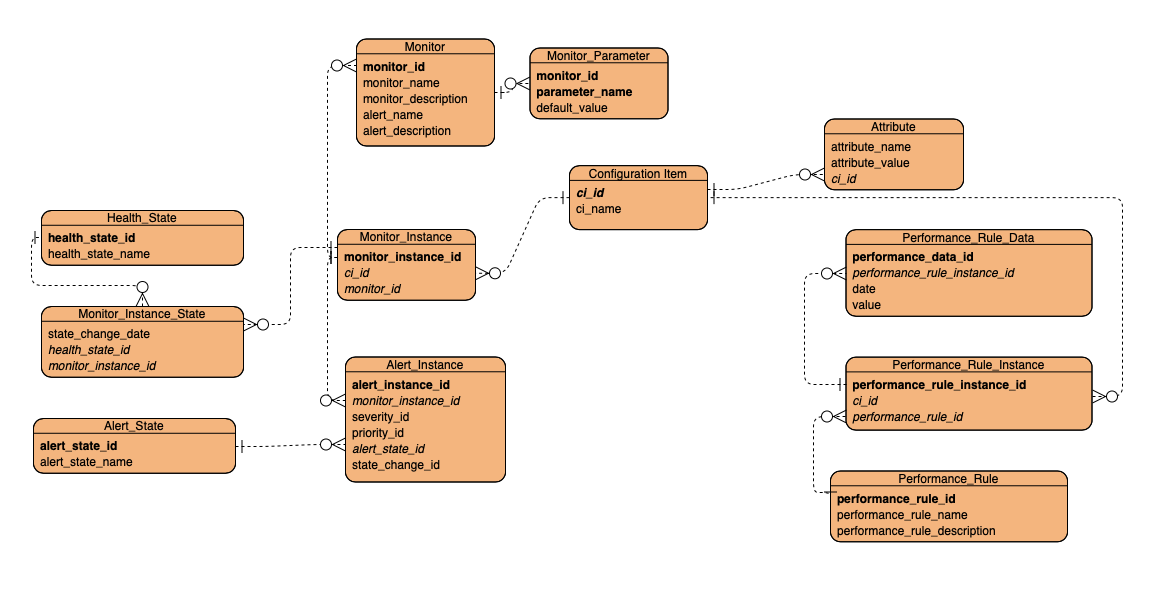 Monitor
monitor_id
monitor_name
monitor_description
alert_name
alert_description
Monitor_Parameter
monitor_id
parameter_name
default_value
Attribute
attribute_name
attribute_value
ci_id
Configuration Item
ci_id
ci_name
Health_State
health_state_id
health_state_name
Monitor_Instance
monitor_instance_id
ci_id
monitor_id
Performance_Rule_Data
performance_data_id
performance_rule_instance_id
date
value
Monitor_Instance_State
state_change_date
health_state_id
monitor_instance_id
Alert_Instance
alert_instance_id
monitor_instance_id
severity_id
priority_id
alert_state_id
state_change_id
Performance_Rule_Instance
performance_rule_instance_id
ci_id
performance_rule_id
Alert_State
alert_state_id
alert_state_name
Performance_Rule
performance_rule_id
performance_rule_name
performance_rule_description